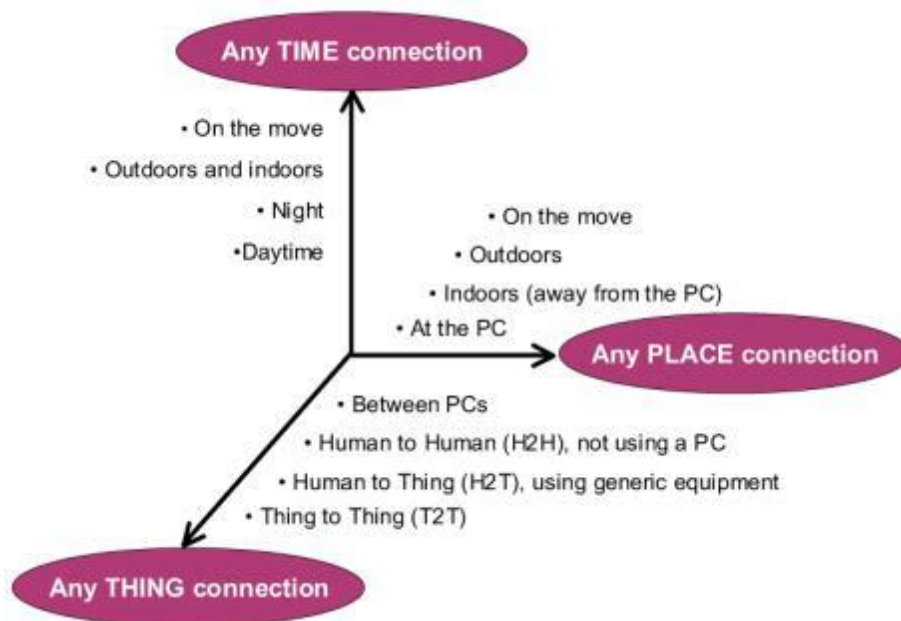 Any TIME connection
• On the move
• Outdoors and indoors
• Night
•Daytime
• On the move
• Outdoors
• Indoors (away from the PC)
• At the PC
Any PLACE connection
• Between PCs
• Human to Human (H2H), not using a PC
• Human to Thing (H2T), using generic equipment
• Thing to Thing (T2T)
Any THING connection